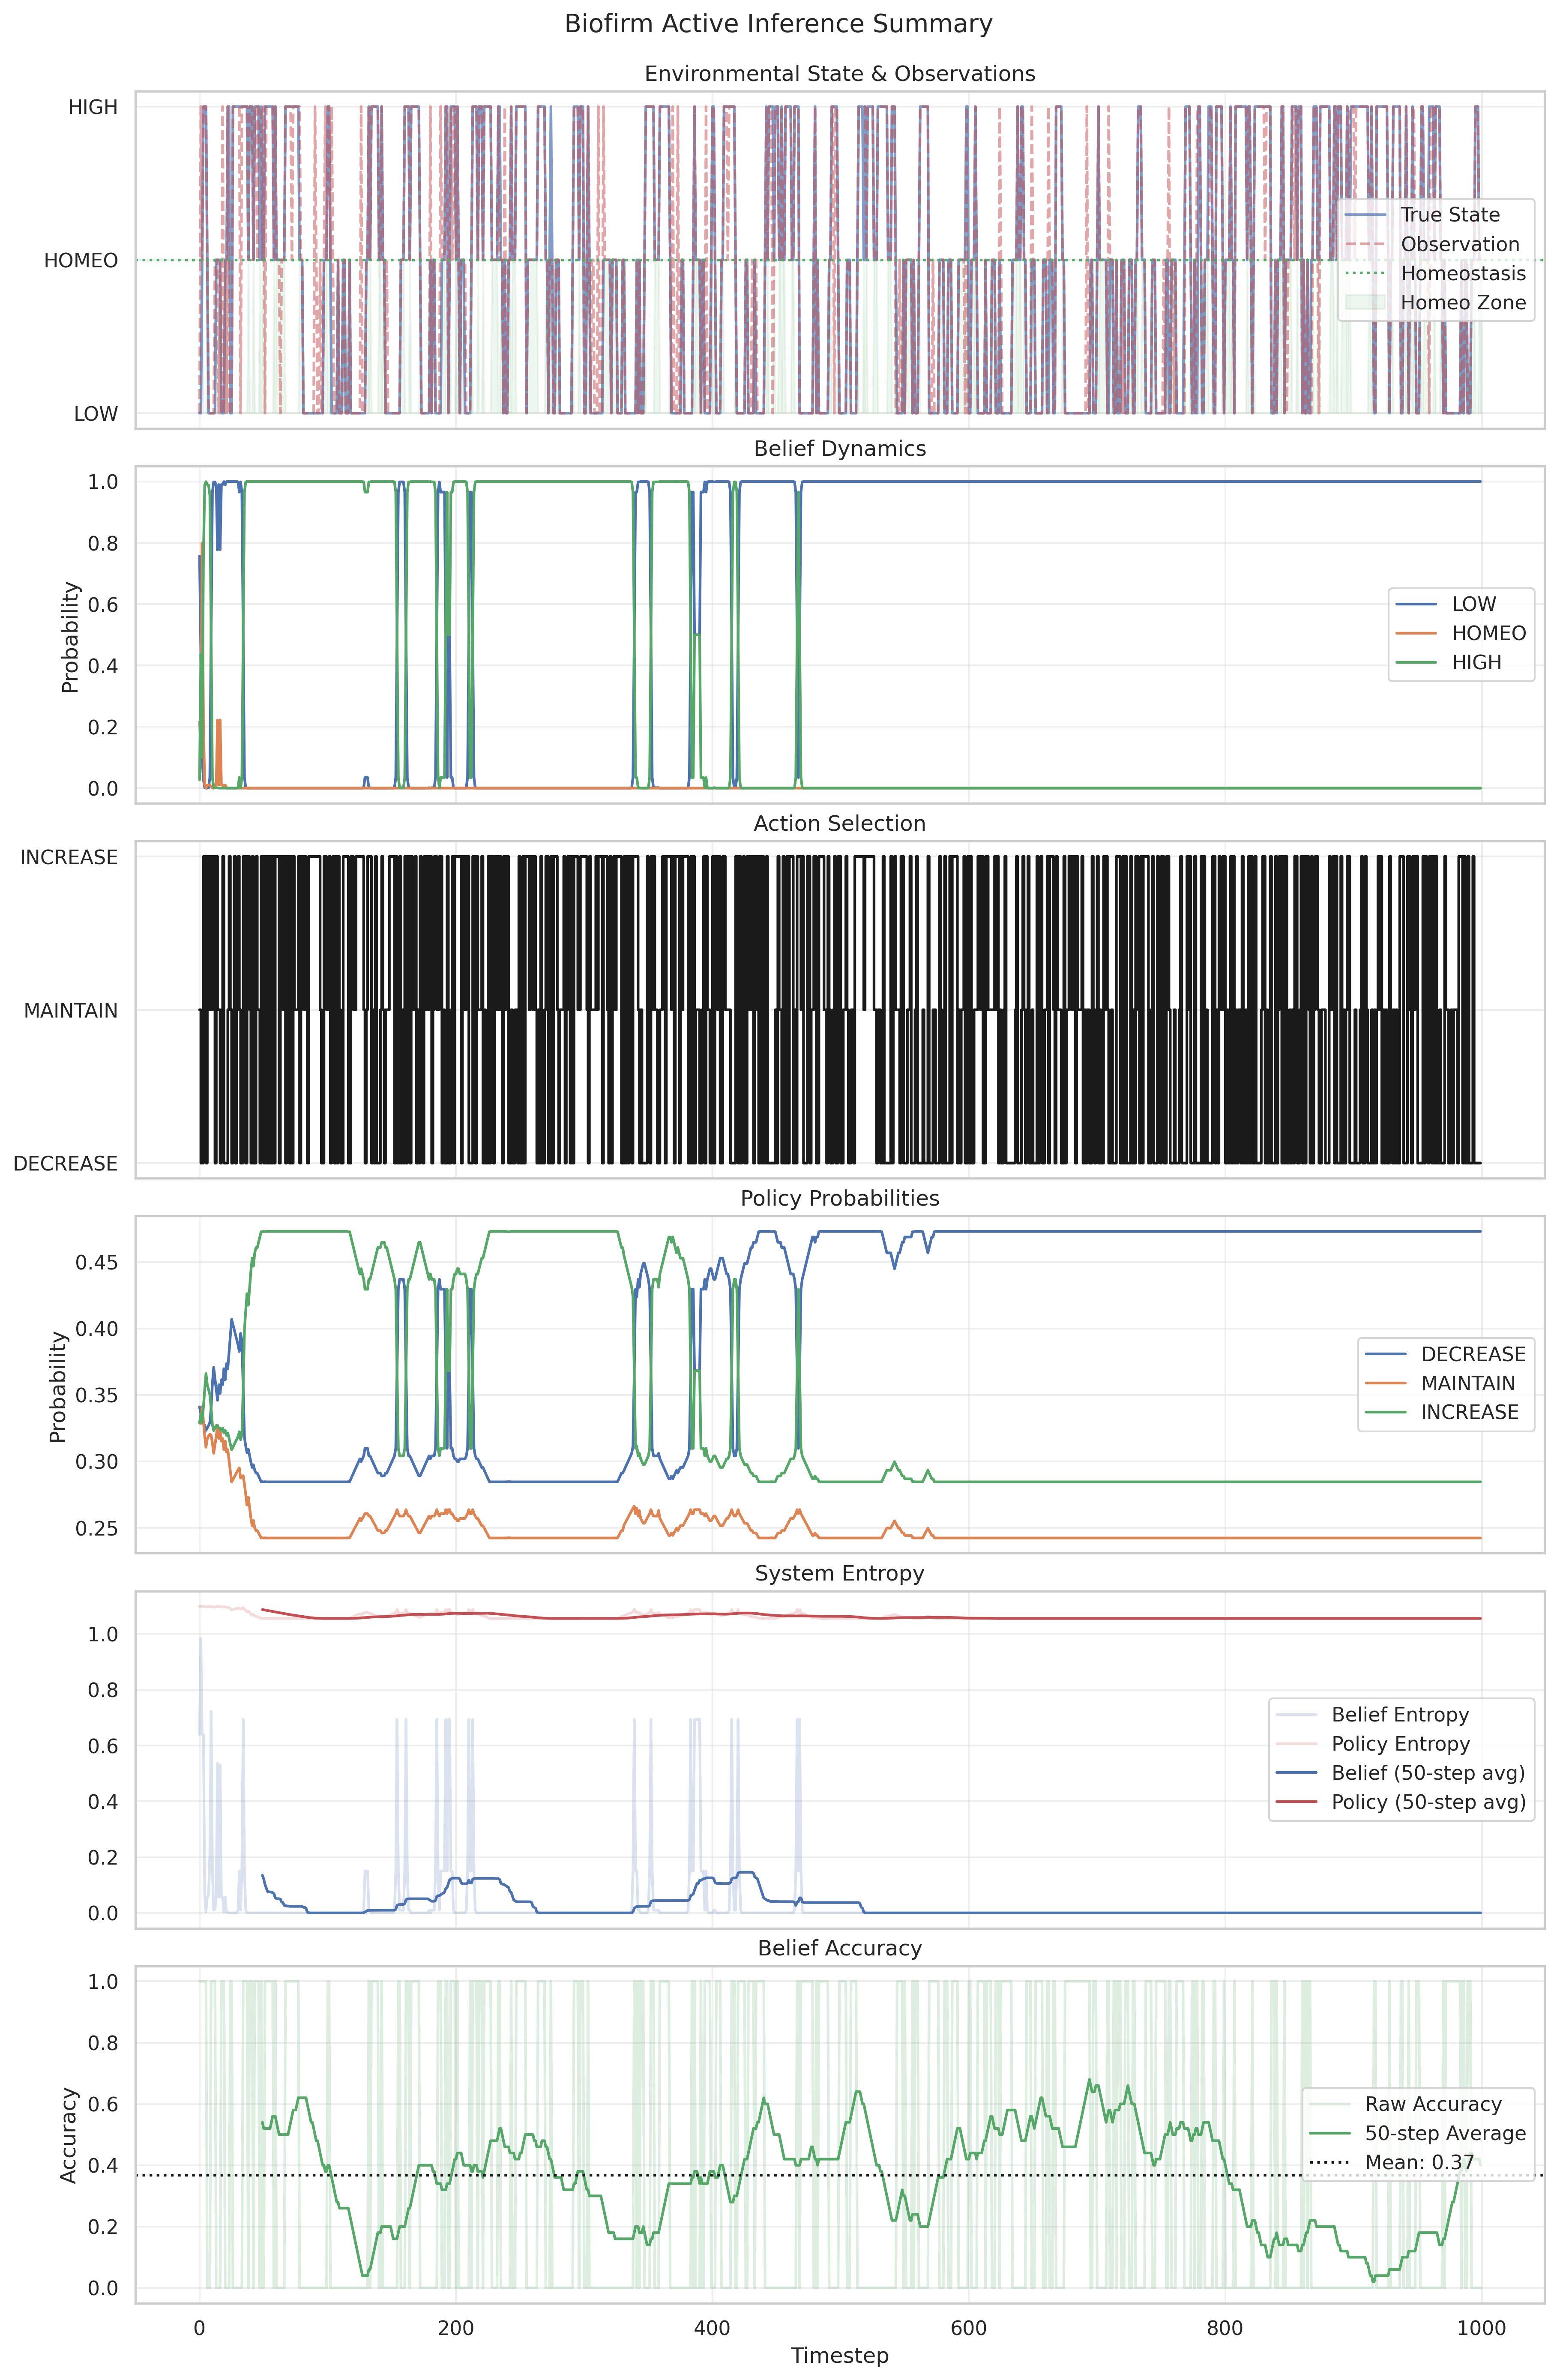 Biofirm Active Inference Summary
Environmental State & Observations
HIGH
HOMEO
LOW
True State
Observation
Homeostasis
Homeo Zone
Belief Dynamics
Probability
1.0
0.8
0.6
0.4
0.2
0.0
LOW
HOMEO
HIGH
Action Selection
INCREASE
MAINTAIN
DECREASE
Policy Probabilities
Probability
0.45
0.40
0.35
0.30
0.25
DECREASE
MAINTAIN
INCREASE
System Entropy
1.0
0.8
0.6
0.4
0.2
0.0
Belief Entropy
Policy Entropy
Belief (50-step avg)
Policy (50-step avg)
Belief Accuracy
Accuracy
1.0
0.8
0.6
0.4
0.2
0.0
Raw Accuracy
50-step Average
Mean: 0.37
0 200 400 600 800 1000
Timestep